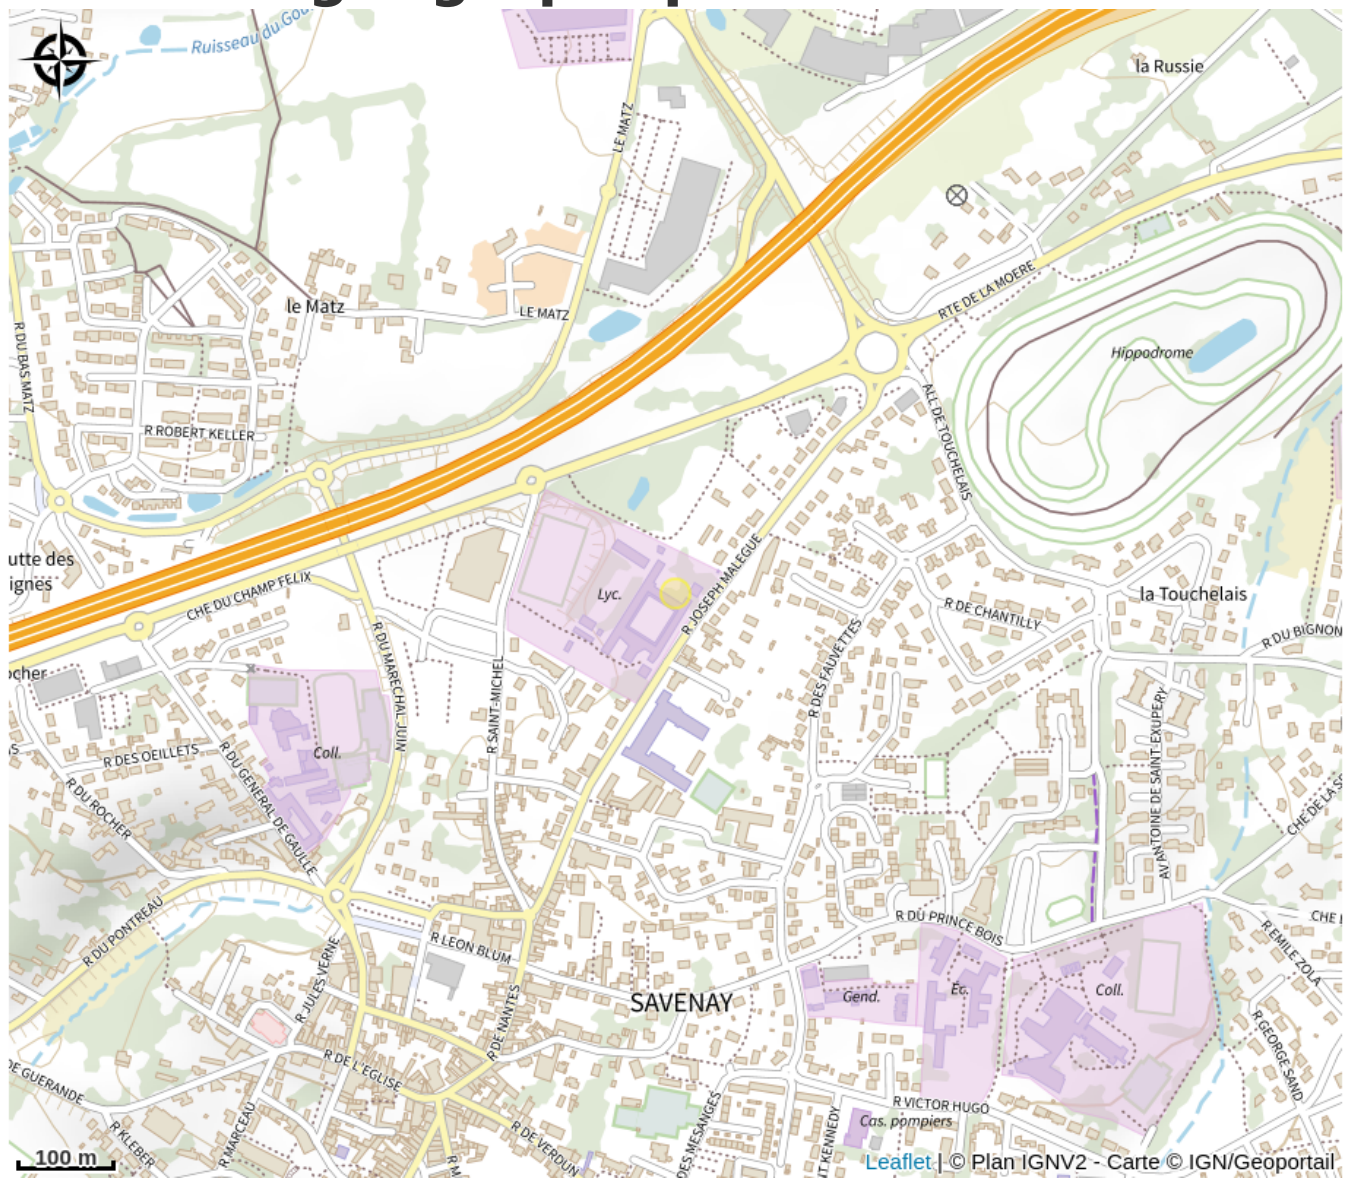 Ruisseau du Gou
la Russie
LE MATZ
le Matz
LE MATZ
RTE DE LA MOERE
Hippodrome
R DU BAS MATZ
R ROBERT KELLER
ALL DE TOUCHELAIS
utte des
ignes
CHE DU CHAMP FELIX
Lyc.
R JOSEPH MALEGUE
R DE CHANTILLY
la Touchelais
R DU BIGNON
ocher
R DU MARECHAL JUIN
R SAINT-MICHEL
R DES FAUVETTES
R DES OEILLETS
R DU GENERAL DE GAULLE
Coll.
R DU ROCHER
AV ANTOINE DE SAINT-EXUPERY
CHE DE LA S
R DU PONTREAU
R LEON BLUM
R DU PRINCE BOIS
CHE
R EMILE ZOLA
R JULES VERNE
SAVENAY
Gend.
Éc.
Coll.
R DE NANTES
R GEORGE SAND
R DE L'EGLISE
DE GUERANDE
R KLEBER
R MARCEAU
R DE VERDUN
DES MESANGES
NT KENNEDY
R VICTOR HUGO
Cas. pompiers
100 m
Leaflet | © Plan IGNV2 - Carte © IGN/Geoportail